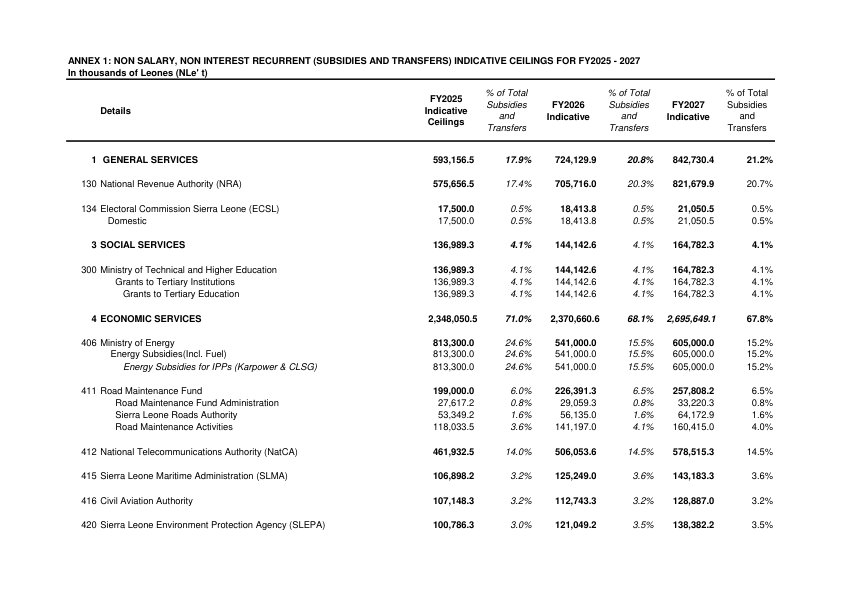 ANNEX 1: NON SALARY, NON INTEREST RECURRENT (SUBSIDIES AND TRANSFERS) INDICATIVE CEILINGS FOR FY2025 - 2027
In thousands of Leones (NLe' t)
Details FY2025 Indicative Ceilings % of Total Subsidies and Transfers FY2026 Indicative % of Total Subsidies and Transfers FY2027 Indicative % of Total Subsidies and Transfers
1 GENERAL SERVICES 593,156.5 17.9% 724,129.9 20.8% 842,730.4 21.2%
130 National Revenue Authority (NRA) 575,656.5 17.4% 705,716.0 20.3% 821,679.9 20.7%
134 Electoral Commission Sierra Leone (ECSL) 17,500.0 0.5% 18,413.8 0.5% 21,050.5 0.5%
Domestic 17,500.0 0.5% 18,413.8 0.5% 21,050.5 0.5%
3 SOCIAL SERVICES 136,989.3 4.1% 144,142.6 4.1% 164,782.3 4.1%
300 Ministry of Technical and Higher Education 136,989.3 4.1% 144,142.6 4.1% 164,782.3 4.1%
Grants to Tertiary Institutions 136,989.3 4.1% 144,142.6 4.1% 164,782.3 4.1%
Grants to Tertiary Education 136,989.3 4.1% 144,142.6 4.1% 164,782.3 4.1%
4 ECONOMIC SERVICES 2,348,050.5 71.0% 2,370,660.6 68.1% 2,695,649.1 67.8%
406 Ministry of Energy 813,300.0 24.6% 541,000.0 15.5% 605,000.0 15.2%
Energy Subsidies(Incl. Fuel) 813,300.0 24.6% 541,000.0 15.5% 605,000.0 15.2%
Energy Subsidies for IPPs (Karpower & CLSG) 813,300.0 24.6% 541,000.0 15.5% 605,000.0 15.2%
411 Road Maintenance Fund 199,000.0 6.0% 226,391.3 6.5% 257,808.2 6.5%
Road Maintenance Fund Administration 27,617.2 0.8% 29,059.3 0.8% 33,220.3 0.8%
Sierra Leone Roads Authority 53,349.2 1.6% 56,135.0 1.6% 64,172.9 1.6%
Road Maintenance Activities 118,033.5 3.6% 141,197.0 4.1% 160,415.0 4.0%
412 National Telecommunications Authority (NatCA) 461,932.5 14.0% 506,053.6 14.5% 578,515.3 14.5%
415 Sierra Leone Maritime Administration (SLMA) 106,898.2 3.2% 125,249.0 3.6% 143,183.3 3.6%
416 Civil Aviation Authority 107,148.3 3.2% 112,743.3 3.2% 128,887.0 3.2%
420 Sierra Leone Environment Protection Agency (SLEPA) 100,786.3 3.0% 121,049.2 3.5% 138,382.2 3.5%